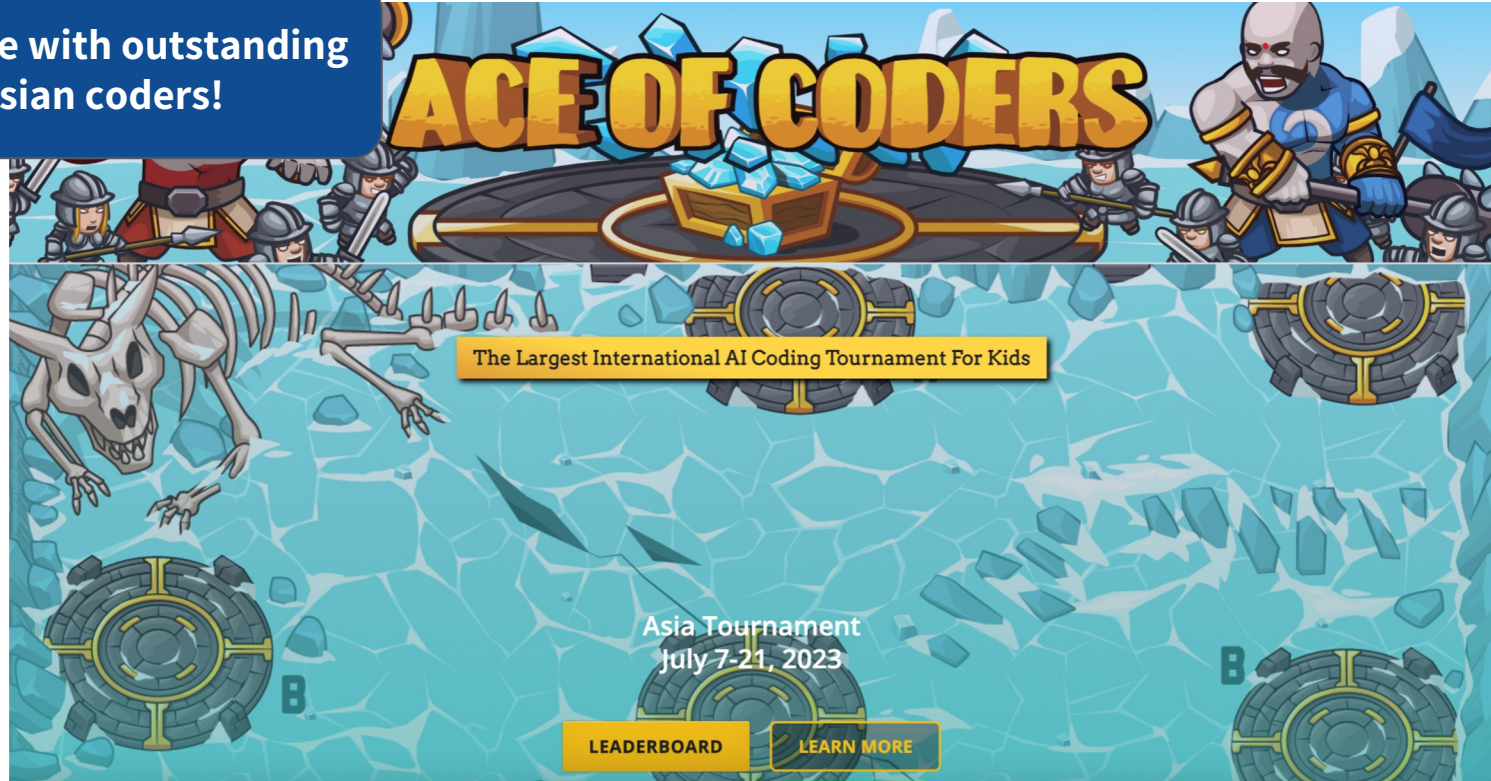 e with outstanding
sian coders!
ACE OF CODERS
The Largest International AI Coding Tournament For Kids
Asia Tournament
July 7-21, 2023
B
B
LEADERBOARD
LEARN MORE